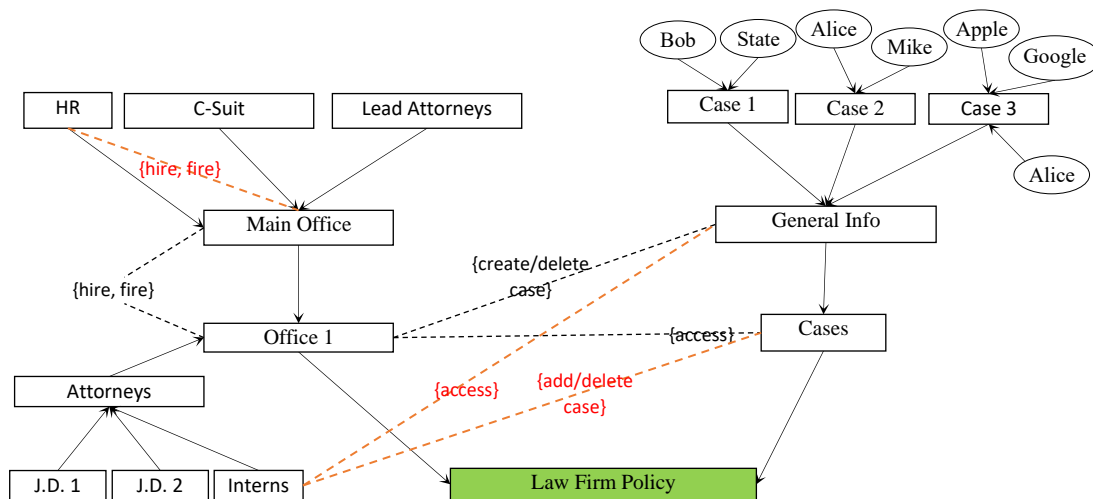 Bob
State
Alice
Mike
Apple
Google
HR
C-Suit
Lead Attorneys
Case 1
Case 2
Case 3
{hire, fire}
Alice
Main Office
General Info
{create/delete
case}
{hire, fire}
Office 1
{access}
Cases
Attorneys
{access}
{add/delete
case}
J.D. 1
J.D. 2
Interns
Law Firm Policy